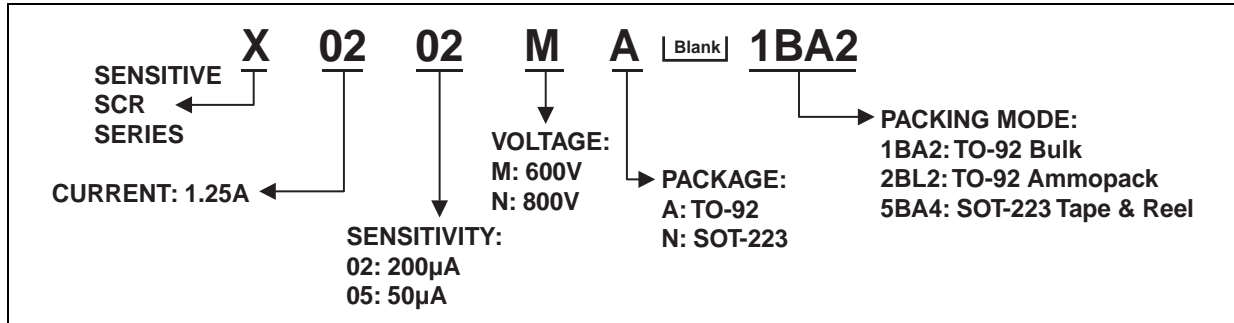 X 02 02 M A Blank 1BA2
SENSITIVE
SCR
SERIES
CURRENT: 1.25A
SENSITIVITY:
02: 200µA
05: 50µA
VOLTAGE:
M: 600V
N: 800V
PACKAGE:
A: TO-92
N: SOT-223
PACKING MODE:
1BA2: TO-92 Bulk
2BL2: TO-92 Ammopack
5BA4: SOT-223 Tape & Reel